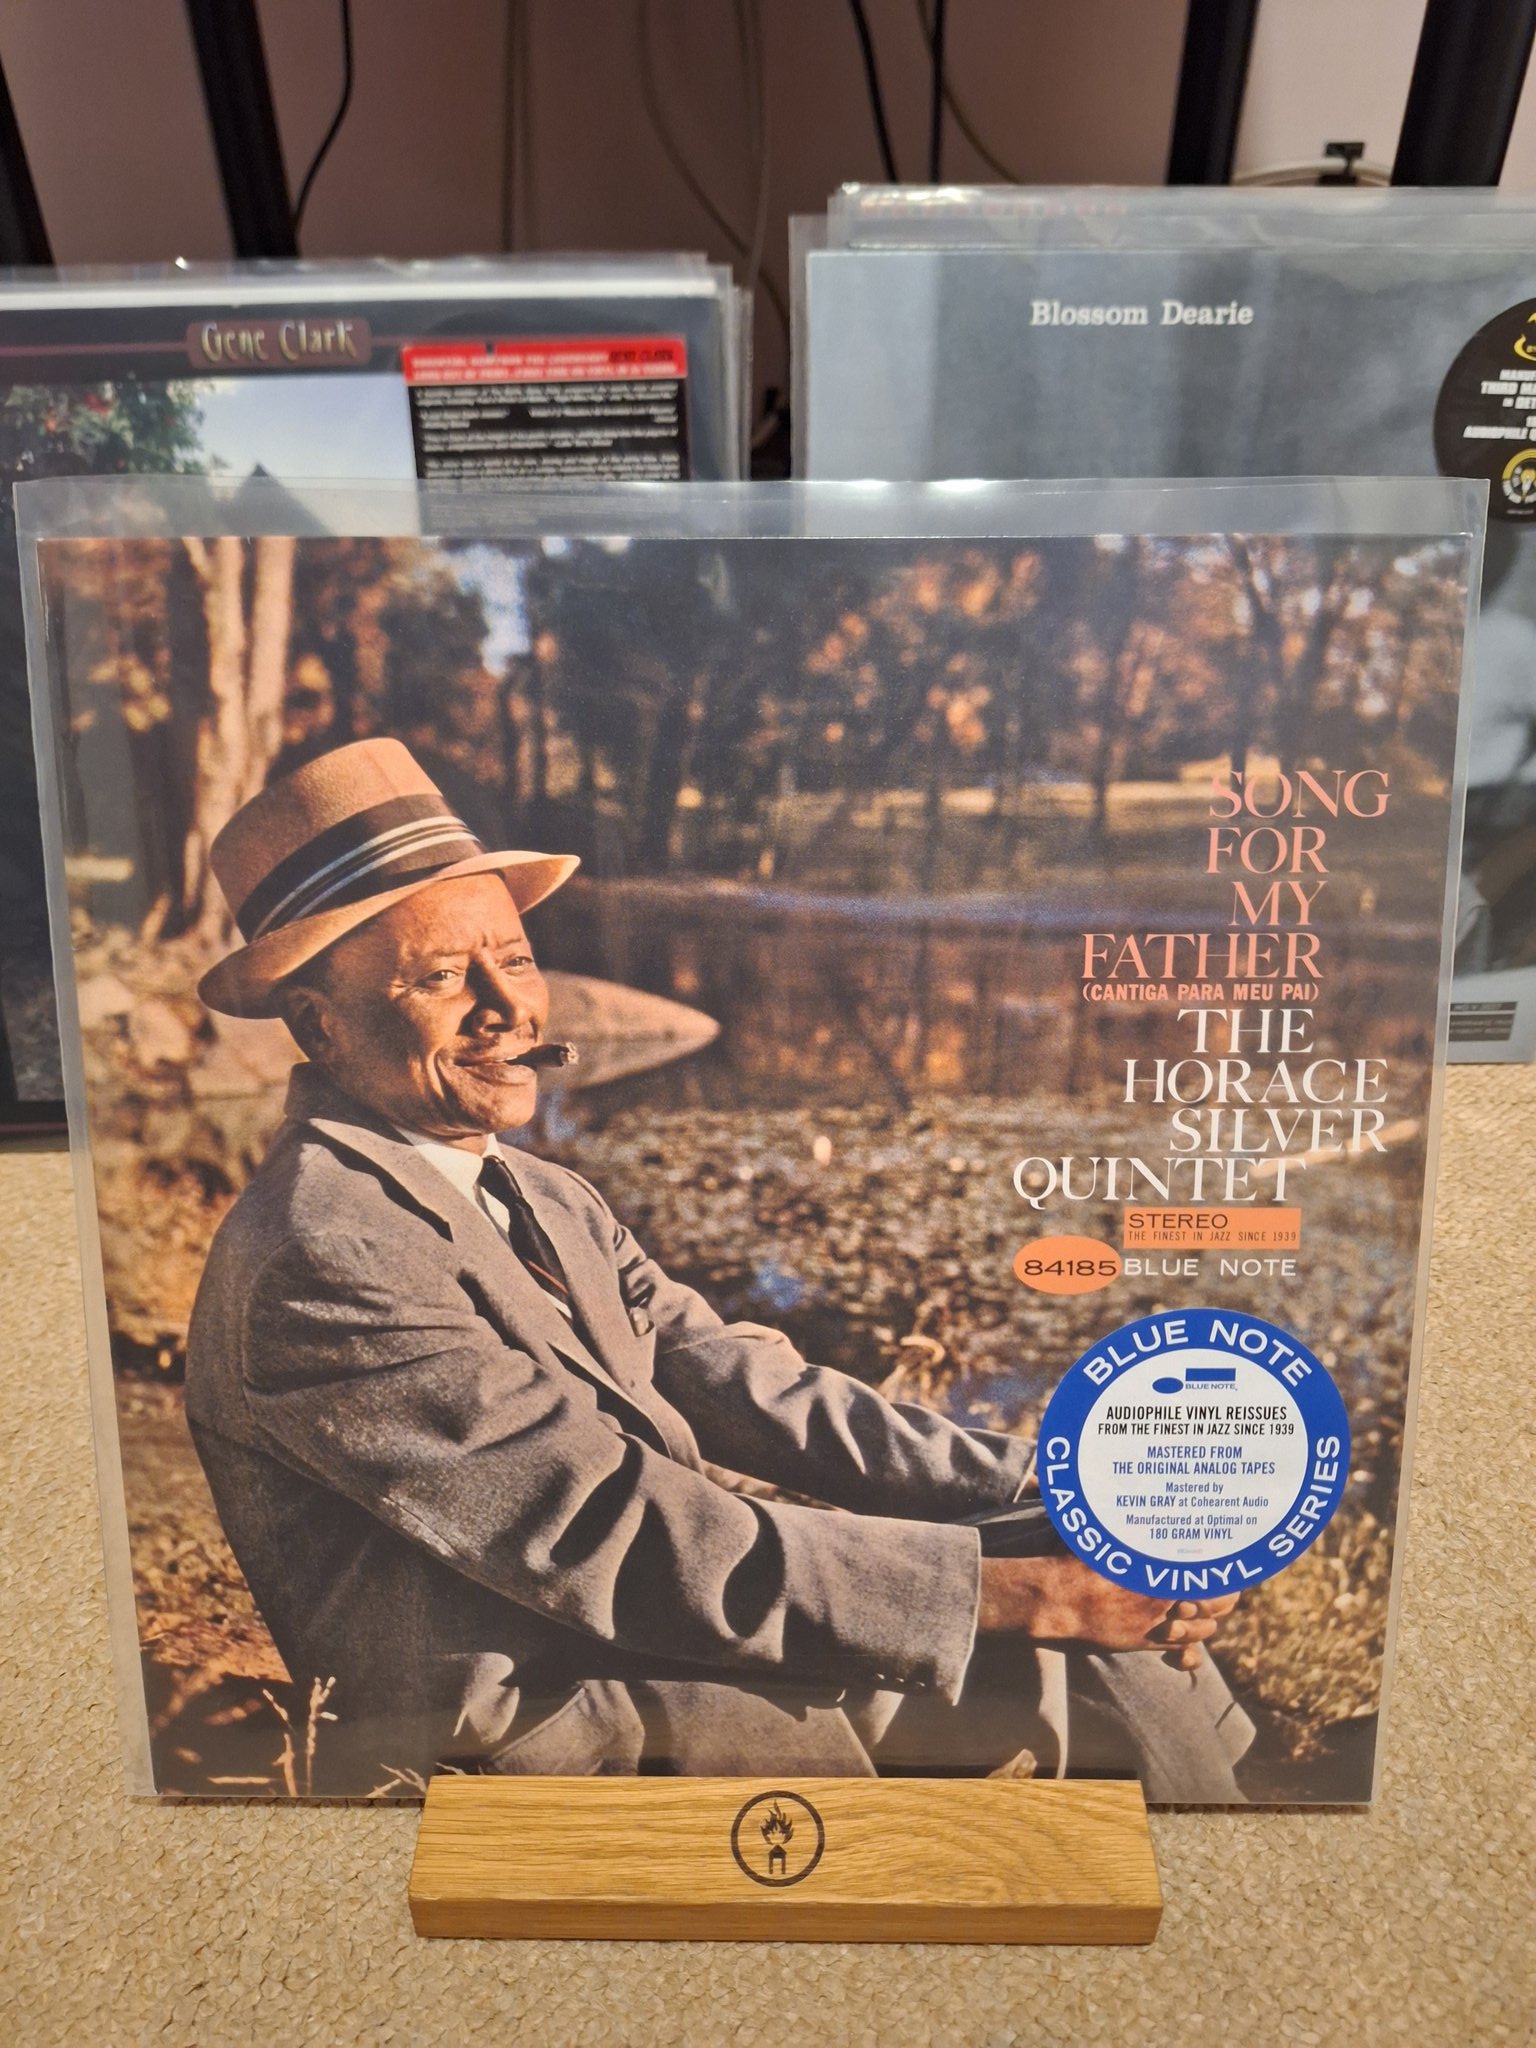 Gene Clark
Blossom Dearie
SONG
FOR
MY
FATHER
(CANTIGA PARA MEU PAI)
THE
HORACE
SILVER
QUINTET
STEREO
THE FINEST IN JAZZ SINCE 1939
84185 BLUE NOTE
BLUE NOTE
BLUE NOTE
AUDIOPHILE VINYL REISSUES
FROM THE FINEST IN JAZZ SINCE 1939
MASTERED FROM
THE ORIGINAL ANALOG TAPES
Mastered by
KEVIN GRAY at Cohearent Audio
Manufactured at Optimal on
180 GRAM VINYL
CLASSIC VINYL SERIES